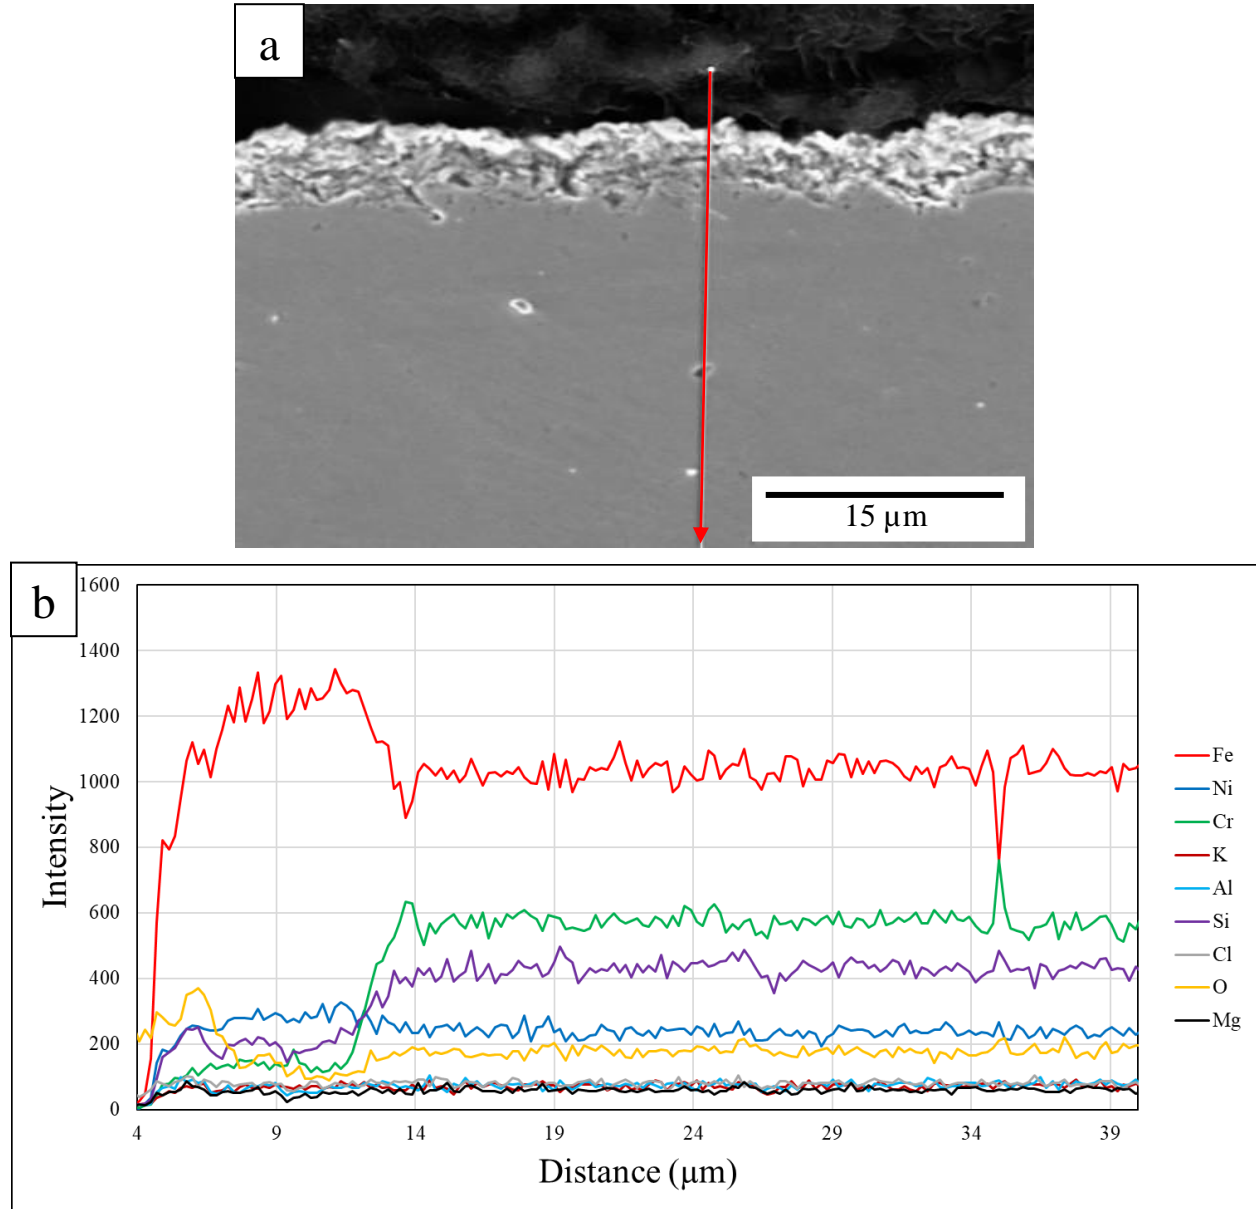 a
15 µm
b
1600
1400
1200
1000
800
600
400
200
0
Intensity
4 9 14 19 24 29 34 39
Distance (µm)
Fe
Ni
Cr
K
Al
Si
Cl
O
Mg